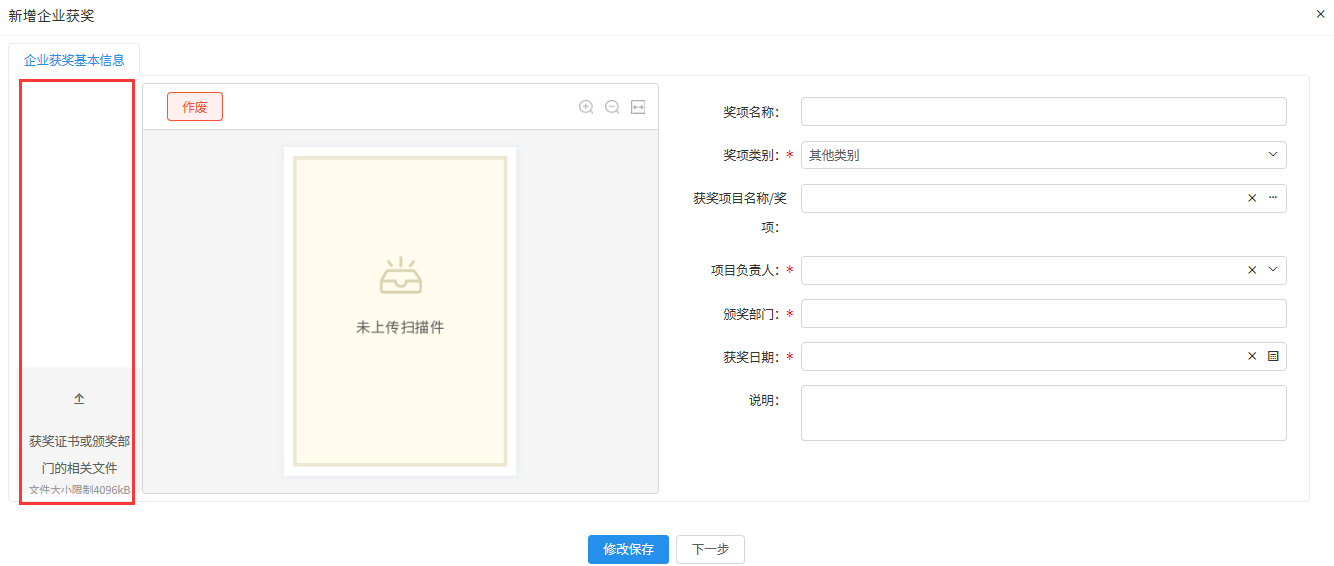 新增企业获奖
企业获奖基本信息
作废
未上传扫描件
获奖证书或颁奖部
门的相关文件
文件大小限制4096kB
奖项名称：
奖项类别：* 其他类别
获奖项目名称/奖
项：
项目负责人：*
颁奖部门：*
获奖日期：*
说明：
修改保存 下一步